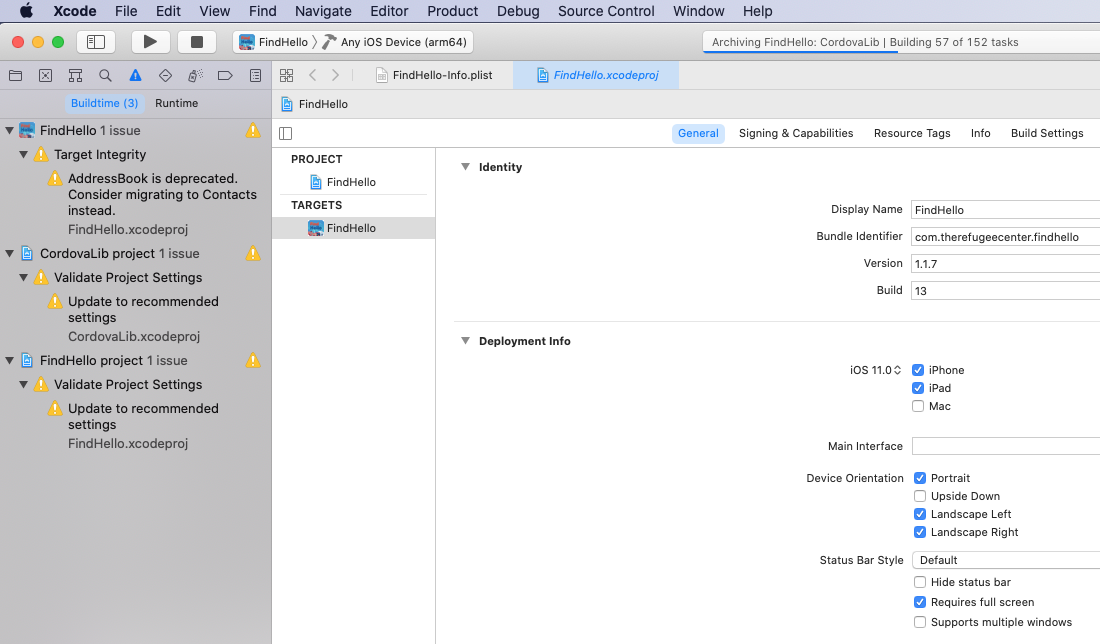 Xcode File Edit View Find Navigate Editor Product Debug Source Control Window Help
FindHello 〉 Any iOS Device (arm64)
Archiving FindHello: CordovaLib | Building 57 of 152 tasks
FindHello-Info.plist
FindHello.xcodeproj
Buildtime (3) Runtime
FindHello
FindHello 1 issue
Target Integrity
AddressBook is deprecated.
Consider migrating to Contacts
instead.
FindHello.xcodeproj
CordovaLib project 1 issue
Validate Project Settings
Update to recommended
settings
CordovaLib.xcodeproj
FindHello project 1 issue
Validate Project Settings
Update to recommended
settings
FindHello.xcodeproj
General Signing & Capabilities Resource Tags Info Build Settings
PROJECT
FindHello
TARGETS
FindHello
Identity
Display Name FindHello
Bundle Identifier com.therefugeecenter.findhello
Version 1.1.7
Build 13
Deployment Info
iOS 11.0 iPhone
iPad
Mac
Main Interface
Device Orientation Portrait
Upside Down
Landscape Left
Landscape Right
Status Bar Style Default
Hide status bar
Requires full screen
Supports multiple windows